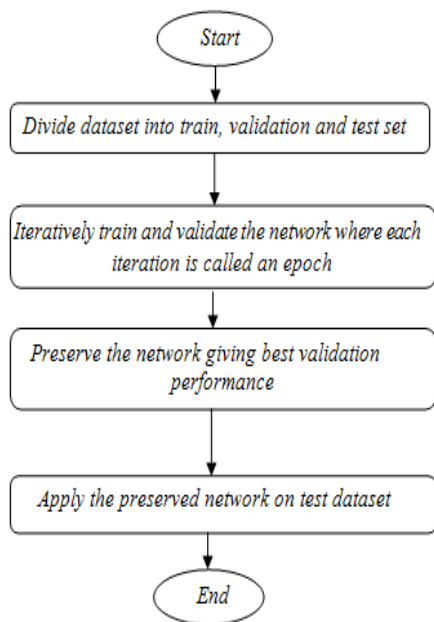 Start
Divide dataset into train, validation and test set
Iteratively train and validate the network where each
iteration is called an epoch
Preserve the network giving best validation
performance
Apply the preserved network on test dataset
End